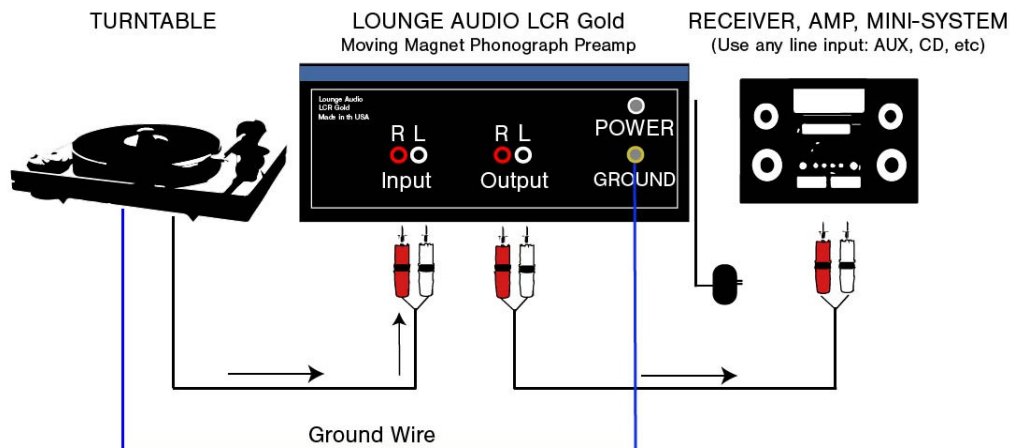 TURNTABLE
LOUNGE AUDIO LCR Gold
Moving Magnet Phonograph Preamp
RECEIVER, AMP, MINI-SYSTEM
(Use any line input: AUX, CD, etc)
Lounge Audio
LCR Gold
Made in th USA
R L
Input
R L
Output
POWER
GROUND
Ground Wire